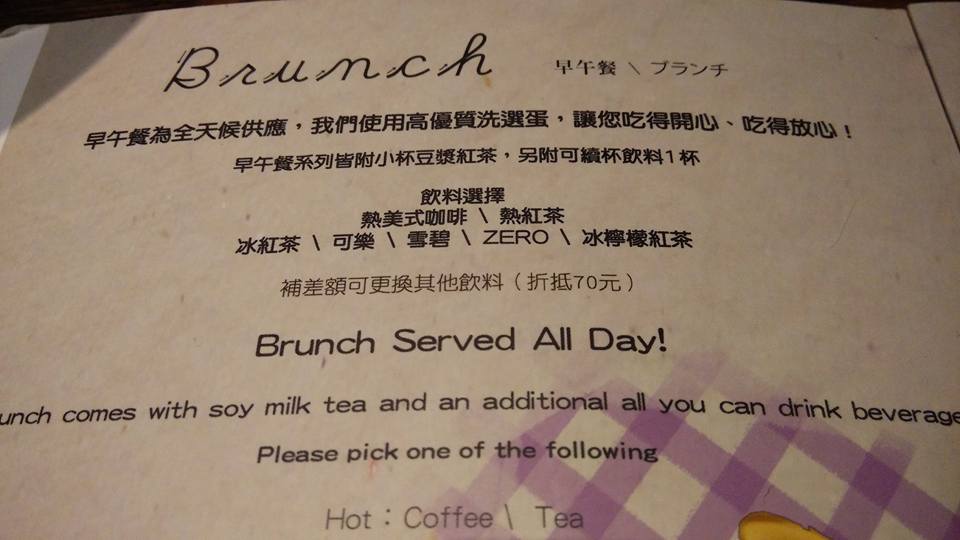 Brunch 早午餐 \ ブランチ
早午餐為全天候供應，我們使用高優質洗選蛋，讓您吃得開心、吃得放心！
早午餐系列皆附小杯豆漿紅茶，另附可續杯飲料1杯
飲料選擇
熱美式咖啡 \ 熱紅茶
冰紅茶 \ 可樂 \ 雪碧 \ ZERO \ 冰檸檬紅茶
補差額可更換其他飲料（折抵70元）
Brunch Served All Day!
unch comes with soy milk tea and an additional all you can drink beverage
Please pick one of the following
Hot：Coffee \ Tea